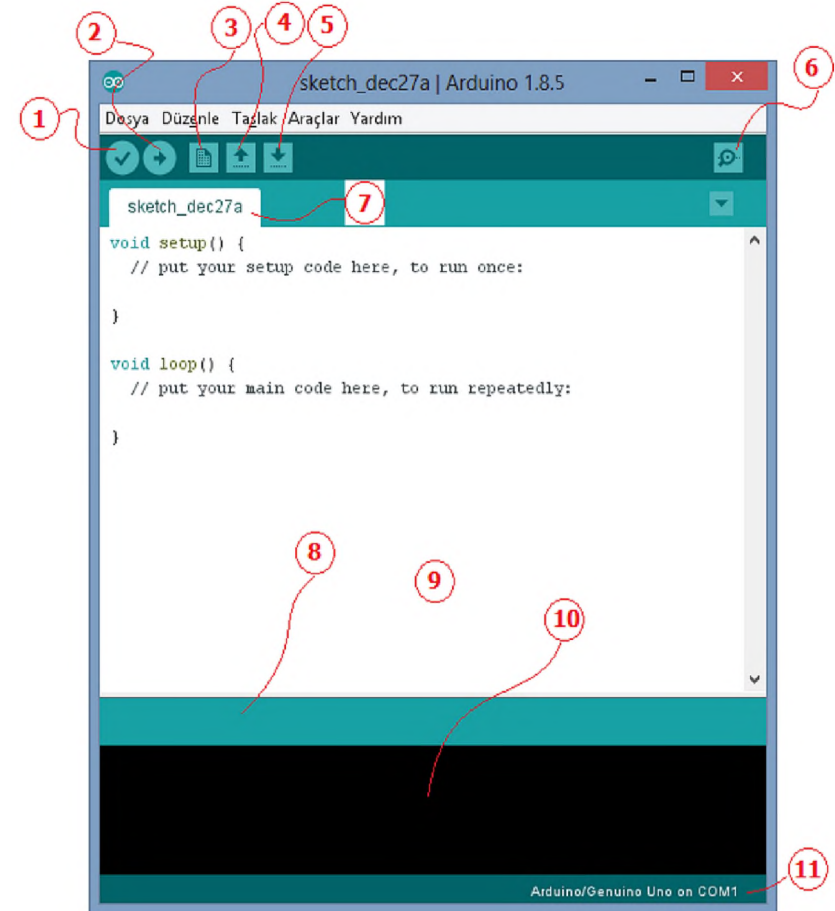 2 3 4 5
sketch_dec27a | Arduino 1.8.5
6
1
Dosya Düzenle Taslak Araçlar Yardım
sketch_dec27a
7
void setup() {
// put your setup code here, to run once:
}
void loop() {
// put your main code here, to run repeatedly:
}
8
9
10
11
Arduino/Genuino Uno on COM1